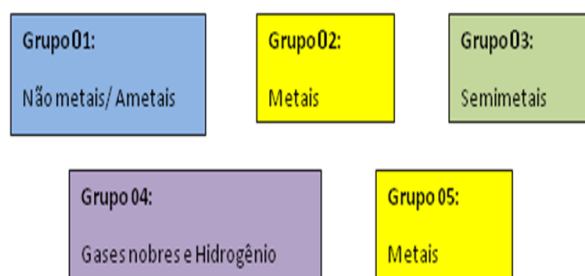 Grupo 01:
Não metais/ Ametais
Grupo 02:
Metais
Grupo 03:
Semimetais
Grupo 04:
Gases nobres e Hidrogênio
Grupo 05:
Metais